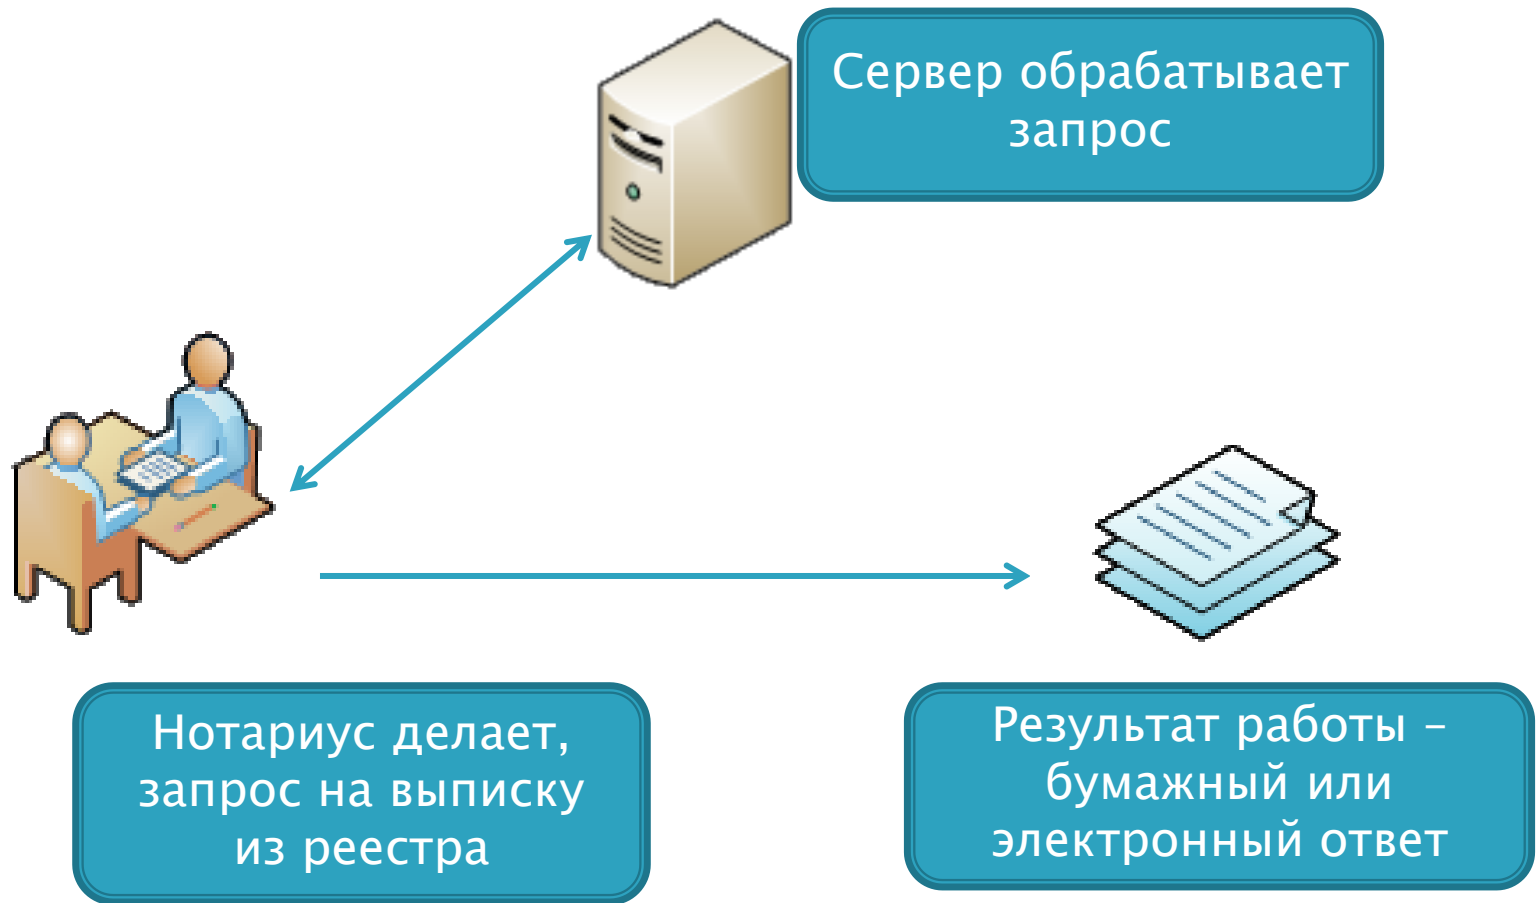 Сервер обрабатывает
запрос
Нотариус делает,
запрос на выписку
из реестра
Результат работы –
бумажный или
электронный ответ